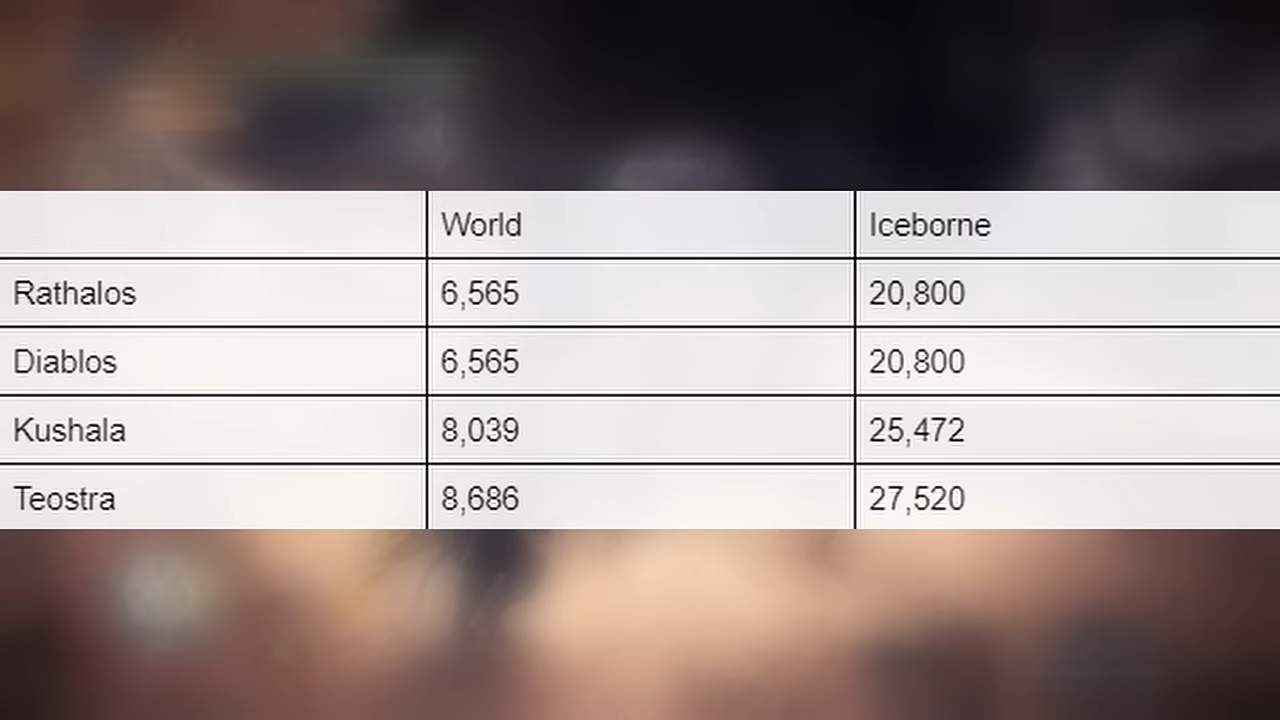 World Iceborne
Rathalos 6,565 20,800
Diablos 6,565 20,800
Kushala 8,039 25,472
Teostra 8,686 27,520